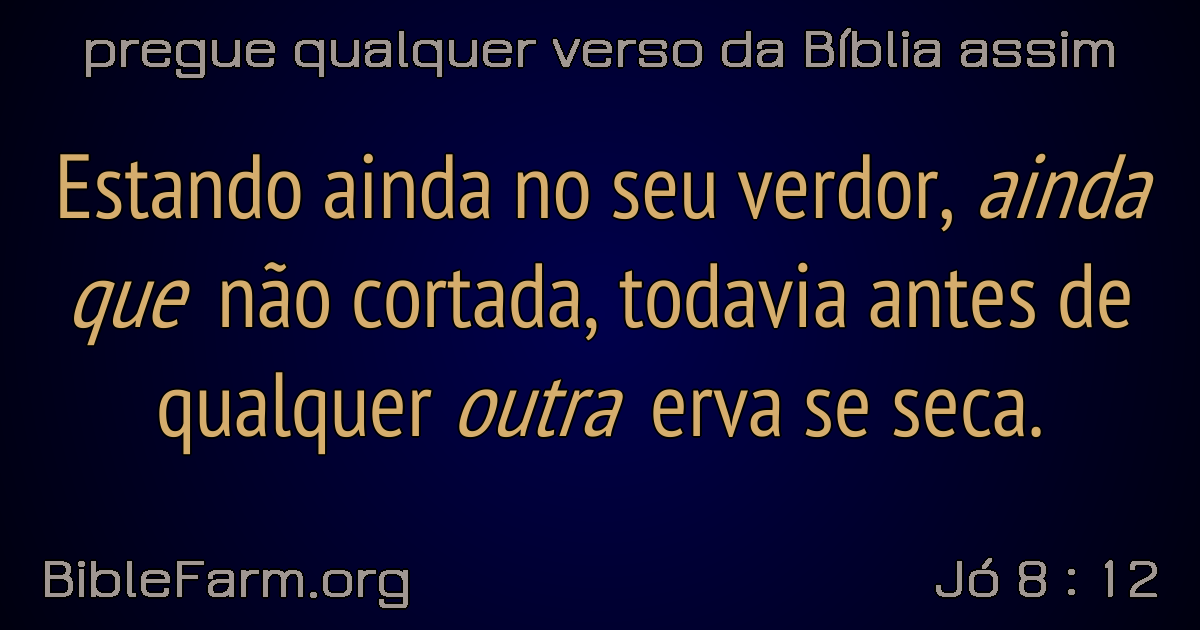 pregue qualquer verso da Bíblia assim
Estando ainda no seu verdor, ainda
que não cortada, todavia antes de
qualquer outra erva se seca.
BibleFarm.org
Jó 8 : 12